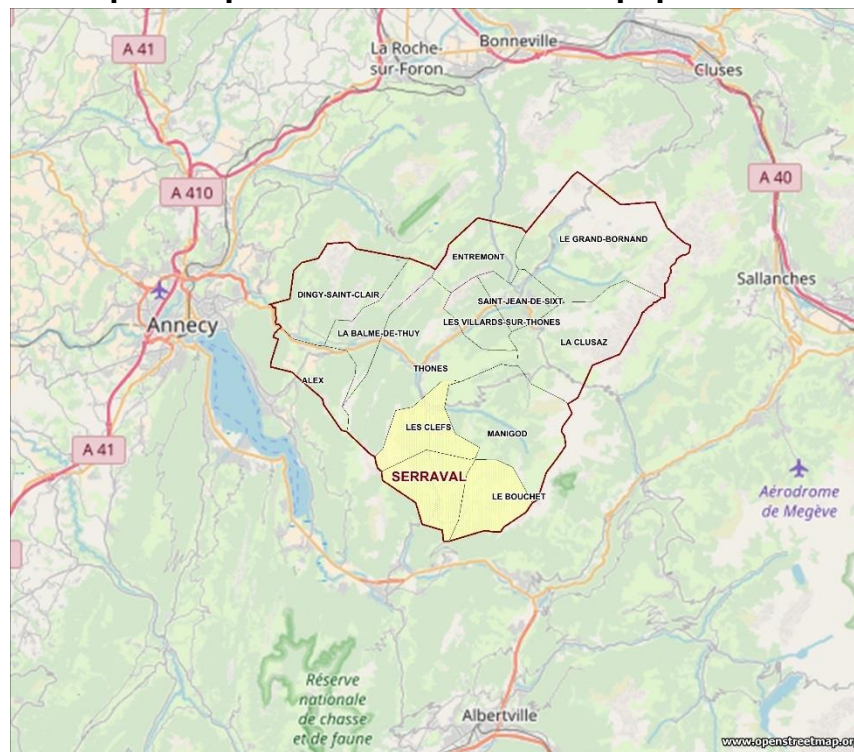 A 41
La Roche-
sur-Foron
Bonneville
Cluses
A 410
A 40
LE GRAND-BORNAND
ENTREMONT
Sallanches
DINGY-SAINT-CLAIR
SAINT-JEAN-DE-SIXT
Annecy
LA BALME-DE-THUY
LES VILLARDS-SUR-THONES
LA CLUSAZ
THONES
ALEX
LES CLEFS
MANIGOD
A 41
SERRAVAL
LE BOUCHET
Aérodrome
de Megève
Réserve
nationale
de chasse
et de faune
Albertville
www.openstreetmap.or